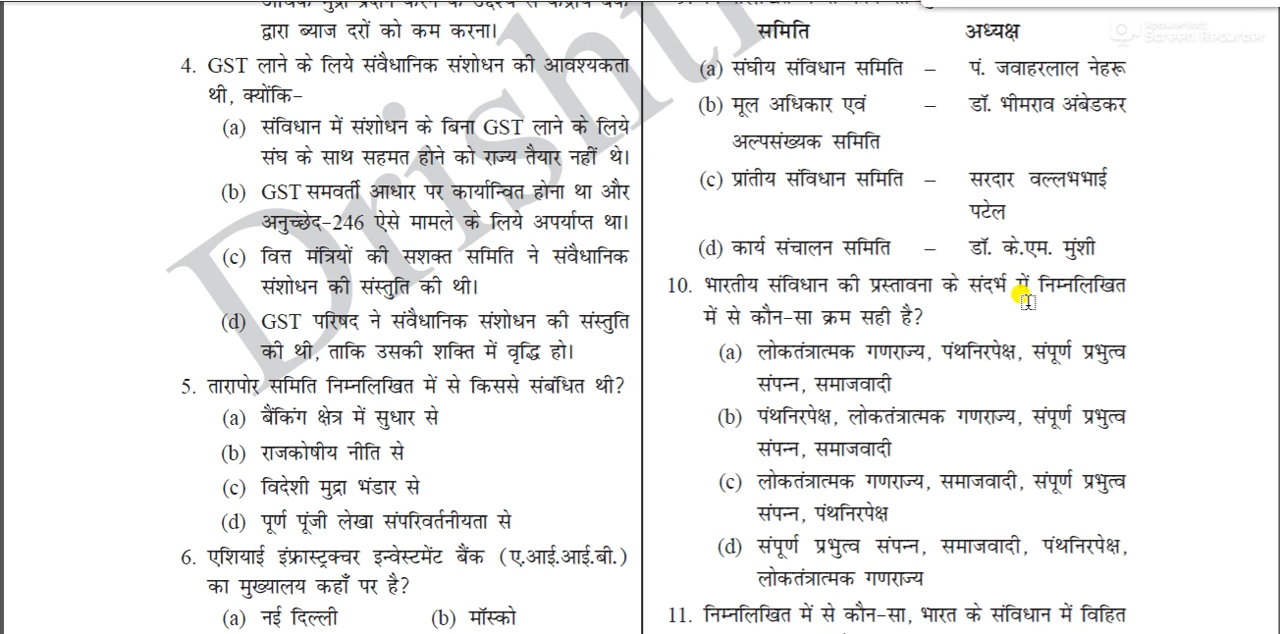 द्वारा ब्याज दरों को कम करना।
4. GST लाने के लिये संवैधानिक संशोधन की आवश्यकता
थी, क्योंकि–
(a) संविधान में संशोधन के बिना GST लाने के लिये
संघ के साथ सहमत होने को राज्य तैयार नहीं थे।
(b) GST समवर्ती आधार पर कार्यान्वित होना था और
अनुच्छेद-246 ऐसे मामले के लिये अपर्याप्त था।
(c) वित्त मंत्रियों की सशक्त समिति ने संवैधानिक
संशोधन की संस्तुति की थी।
(d) GST परिषद ने संवैधानिक संशोधन की संस्तुति
की थी, ताकि उसकी शक्ति में वृद्धि हो।
5. तारापोर समिति निम्नलिखित में से किससे संबंधित थी?
(a) बैंकिंग क्षेत्र में सुधार से
(b) राजकोषीय नीति से
(c) विदेशी मुद्रा भंडार से
(d) पूर्ण पूंजी लेखा संपरिवर्तनीयता से
6. एशियाई इंफ्रास्ट्रक्चर इन्वेस्टमेंट बैंक (ए.आई.आई.बी.)
का मुख्यालय कहाँ पर है?
(a) नई दिल्ली (b) मॉस्को
समिति अध्यक्ष
(a) संघीय संविधान समिति – पं. जवाहरलाल नेहरू
(b) मूल अधिकार एवं – डॉ. भीमराव अंबेडकर
अल्पसंख्यक समिति
(c) प्रांतीय संविधान समिति – सरदार वल्लभभाई
पटेल
(d) कार्य संचालन समिति – डॉ. के.एम. मुंशी
10. भारतीय संविधान की प्रस्तावना के संदर्भ में निम्नलिखित
में से कौन-सा क्रम सही है?
(a) लोकतंत्रात्मक गणराज्य, पंथनिरपेक्ष, संपूर्ण प्रभुत्व
संपन्न, समाजवादी
(b) पंथनिरपेक्ष, लोकतंत्रात्मक गणराज्य, संपूर्ण प्रभुत्व
संपन्न, समाजवादी
(c) लोकतंत्रात्मक गणराज्य, समाजवादी, संपूर्ण प्रभुत्व
संपन्न, पंथनिरपेक्ष
(d) संपूर्ण प्रभुत्व संपन्न, समाजवादी, पंथनिरपेक्ष,
लोकतंत्रात्मक गणराज्य
11. निम्नलिखित में से कौन-सा, भारत के संविधान में विहित
Drishti
Apowersoft
Screen Recorder